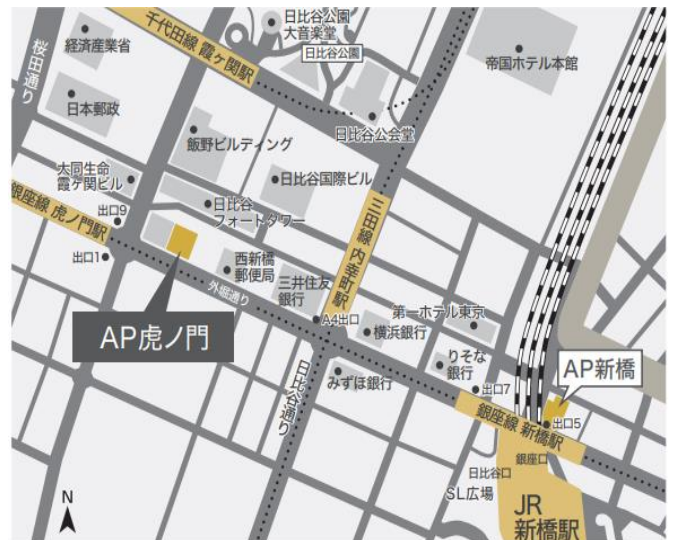 日比谷公園
大音楽堂
日比谷公園
千代田線 霞ヶ関駅
経済産業省
桜田通り
帝国ホテル本館
日本郵政
日比谷公会堂
飯野ビルディング
大同生命
霞ヶ関ビル
日比谷国際ビル
銀座線 虎ノ門駅
出口9
日比谷
フォートタワー
三田線 内幸町駅
出口1
西新橋
郵便局
三井住友
銀行
外堀通り
第一ホテル東京
A4出口
横浜銀行
AP虎ノ門
りそな
銀行
AP新橋
みずほ銀行
出口7
日比谷通り
銀座線 新橋駅
出口5
銀座口
日比谷口
SL広場
N
JR
新橋駅